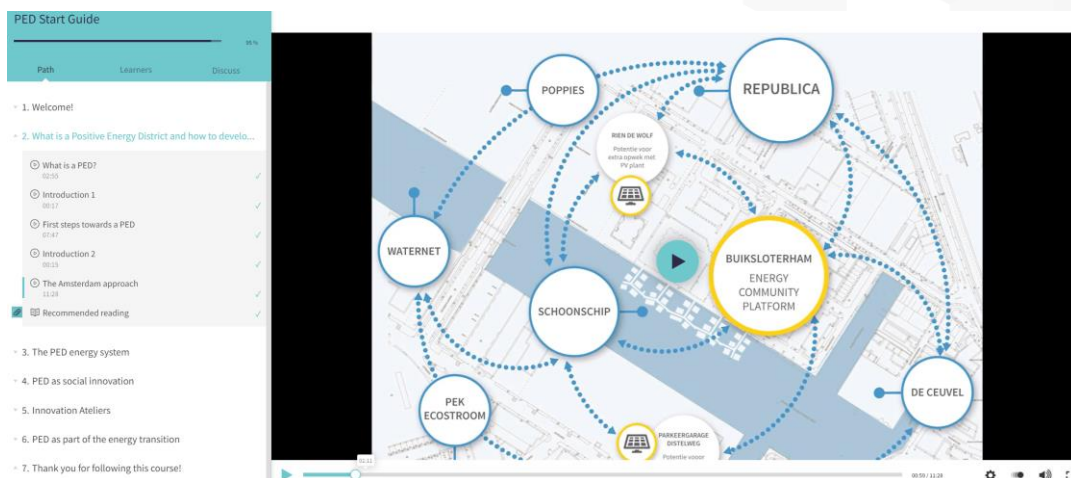 PED Start Guide
Path
Learners
Discuss
1. Welcome!
2. What is a Positive Energy District and how to develo...
What is a PED?
02:55
Introduction 1
00:17
First steps towards a PED
07:47
Introduction 2
00:15
The Amsterdam approach
11:28
Recommended reading
3. The PED energy system
4. PED as social innovation
5. Innovation Ateliers
6. PED as part of the energy transition
7. Thank you for following this course!
POPPIES
REPUBLICA
RIEN DE WOLF
Potentie voor
extra opwek met
PV plant
WATERNET
BUIKSLOTERHAM
ENERGY
COMMUNITY
PLATFORM
SCHOONSCHIP
DE CEUVEL
PEK
ECOSTROOM
PARKEERGARAGE
DISTELWEG
Potentie voor
00:59 / 11:28